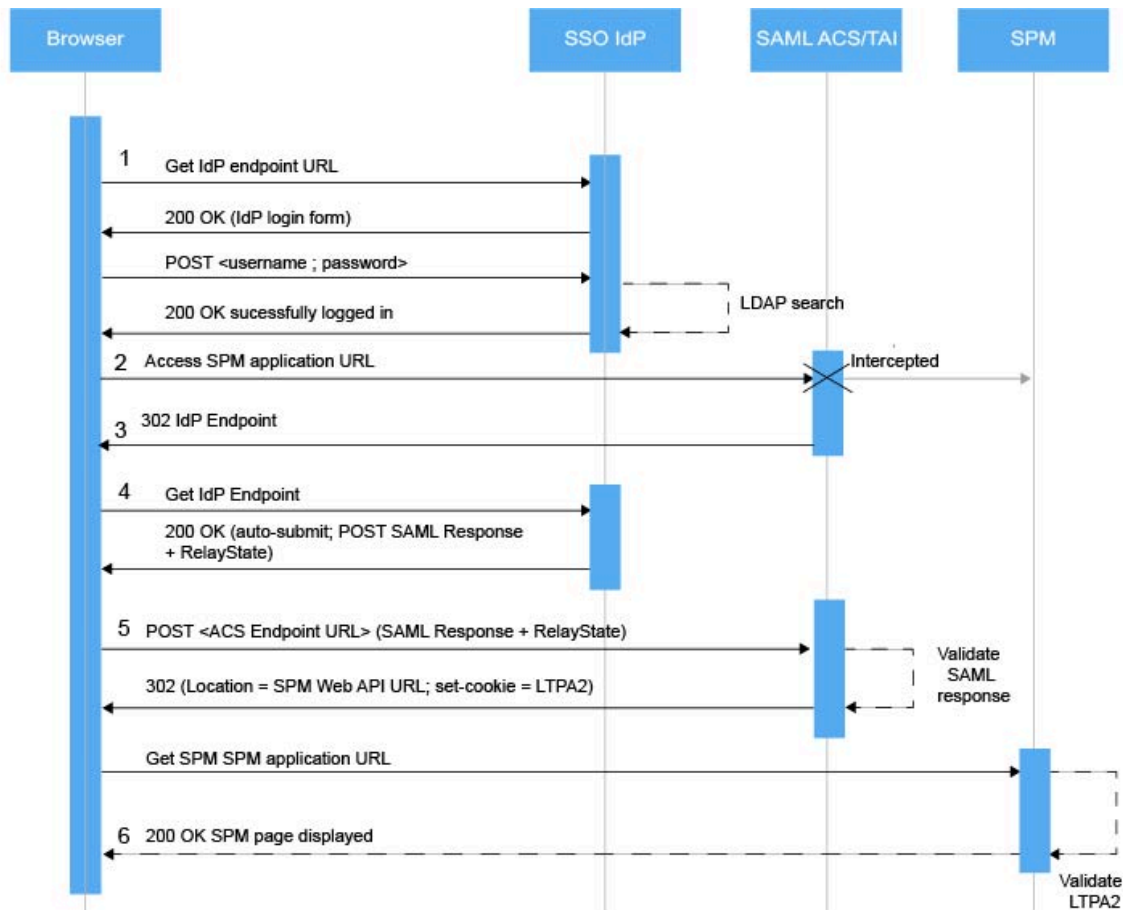 Browser
SSO IdP
SAML ACS/TAI
SPM
1
Get IdP endpoint URL
200 OK (IdP login form)
POST <username ; password>
LDAP search
200 OK sucessfully logged in
2
Access SPM application URL
Intercepted
3
302 IdP Endpoint
4
Get IdP Endpoint
200 OK (auto-submit; POST SAML Response
+ RelayState)
5
POST <ACS Endpoint URL> (SAML Response + RelayState)
Validate
SAML
response
302 (Location = SPM Web API URL; set-cookie = LTPA2)
Get SPM SPM application URL
6
200 OK SPM page displayed
Validate
LTPA2